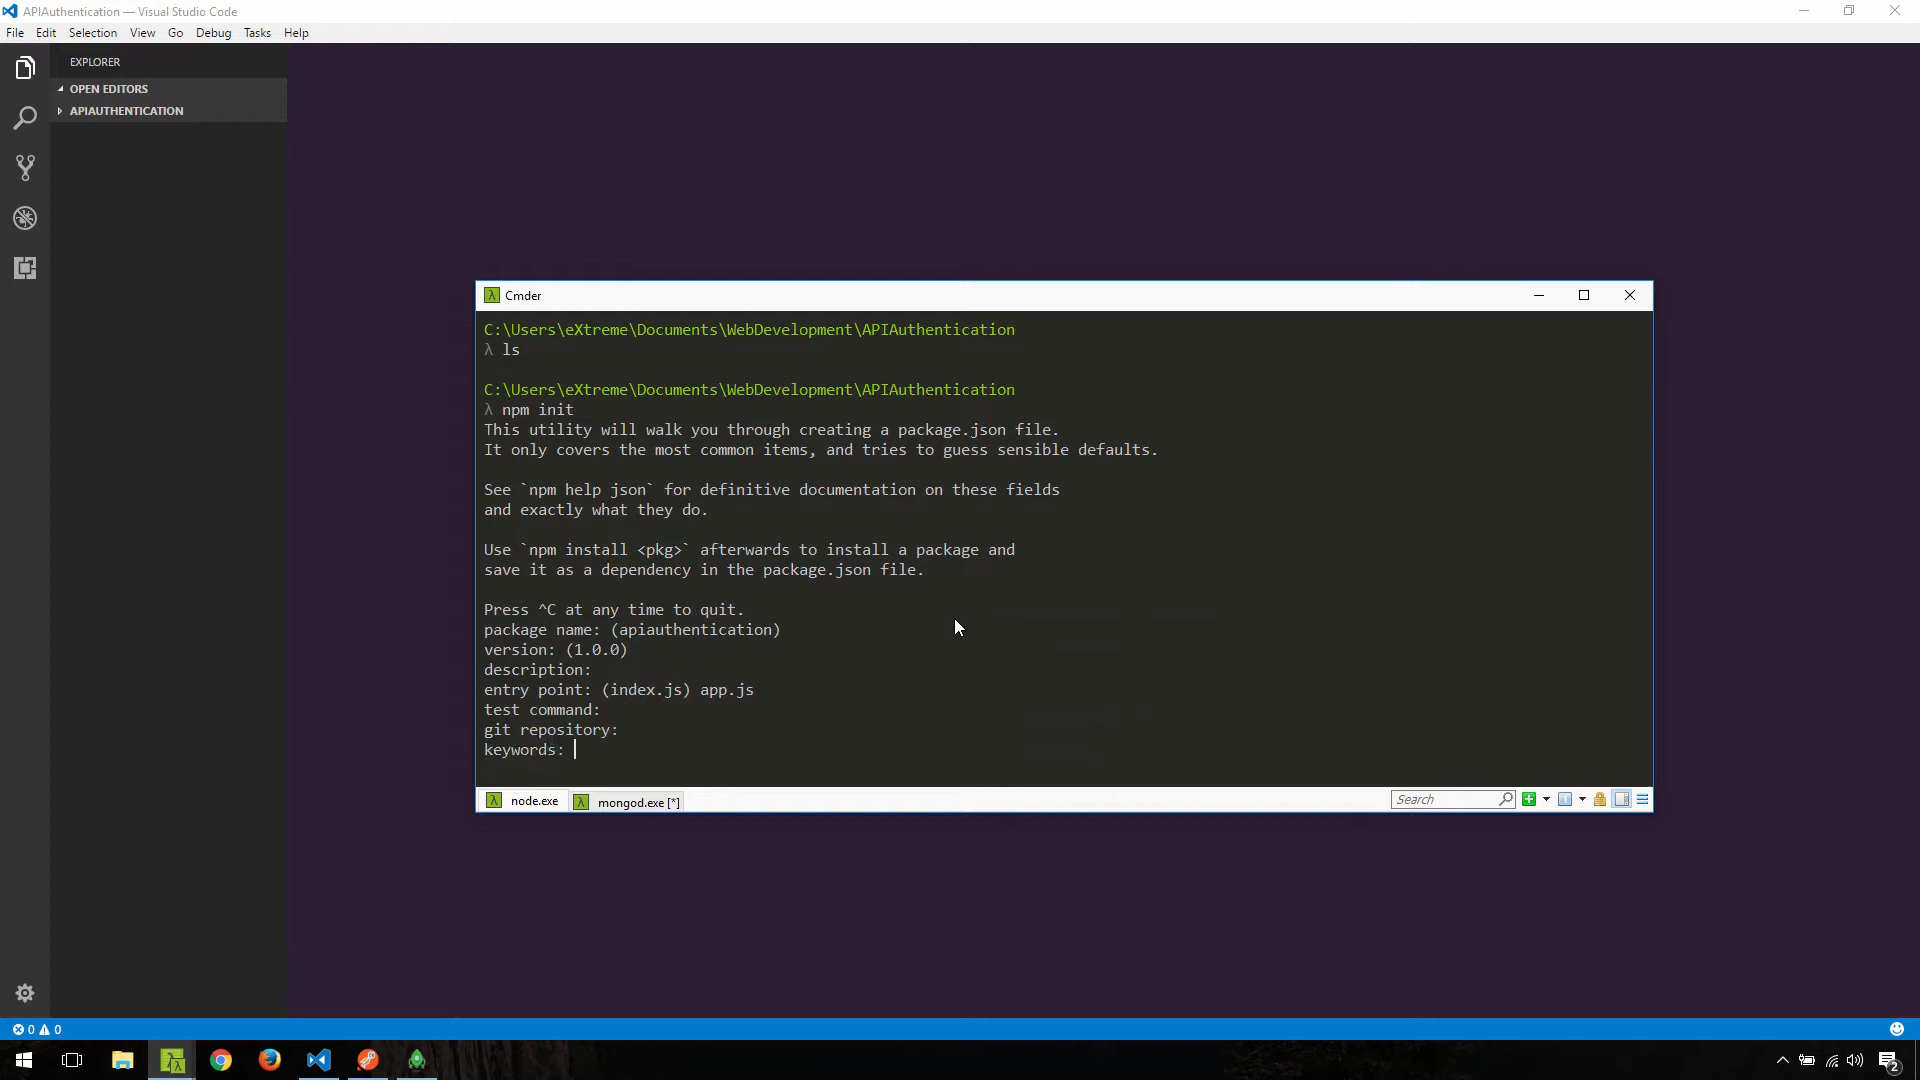 APIAuthentication — Visual Studio Code
File Edit Selection View Go Debug Tasks Help
EXPLORER
OPEN EDITORS
APIAUTHENTICATION
Cmder
C:\Users\eXtreme\Documents\WebDevelopment\APIAuthentication
λ ls
C:\Users\eXtreme\Documents\WebDevelopment\APIAuthentication
λ npm init
This utility will walk you through creating a package.json file.
It only covers the most common items, and tries to guess sensible defaults.
See `npm help json` for definitive documentation on these fields
and exactly what they do.
Use `npm install <pkg>` afterwards to install a package and
save it as a dependency in the package.json file.
Press ^C at any time to quit.
package name: (apiauthentication)
version: (1.0.0)
description:
entry point: (index.js) app.js
test command:
git repository:
keywords:
λ node.exe λ mongod.exe [*] Search
0 0
2